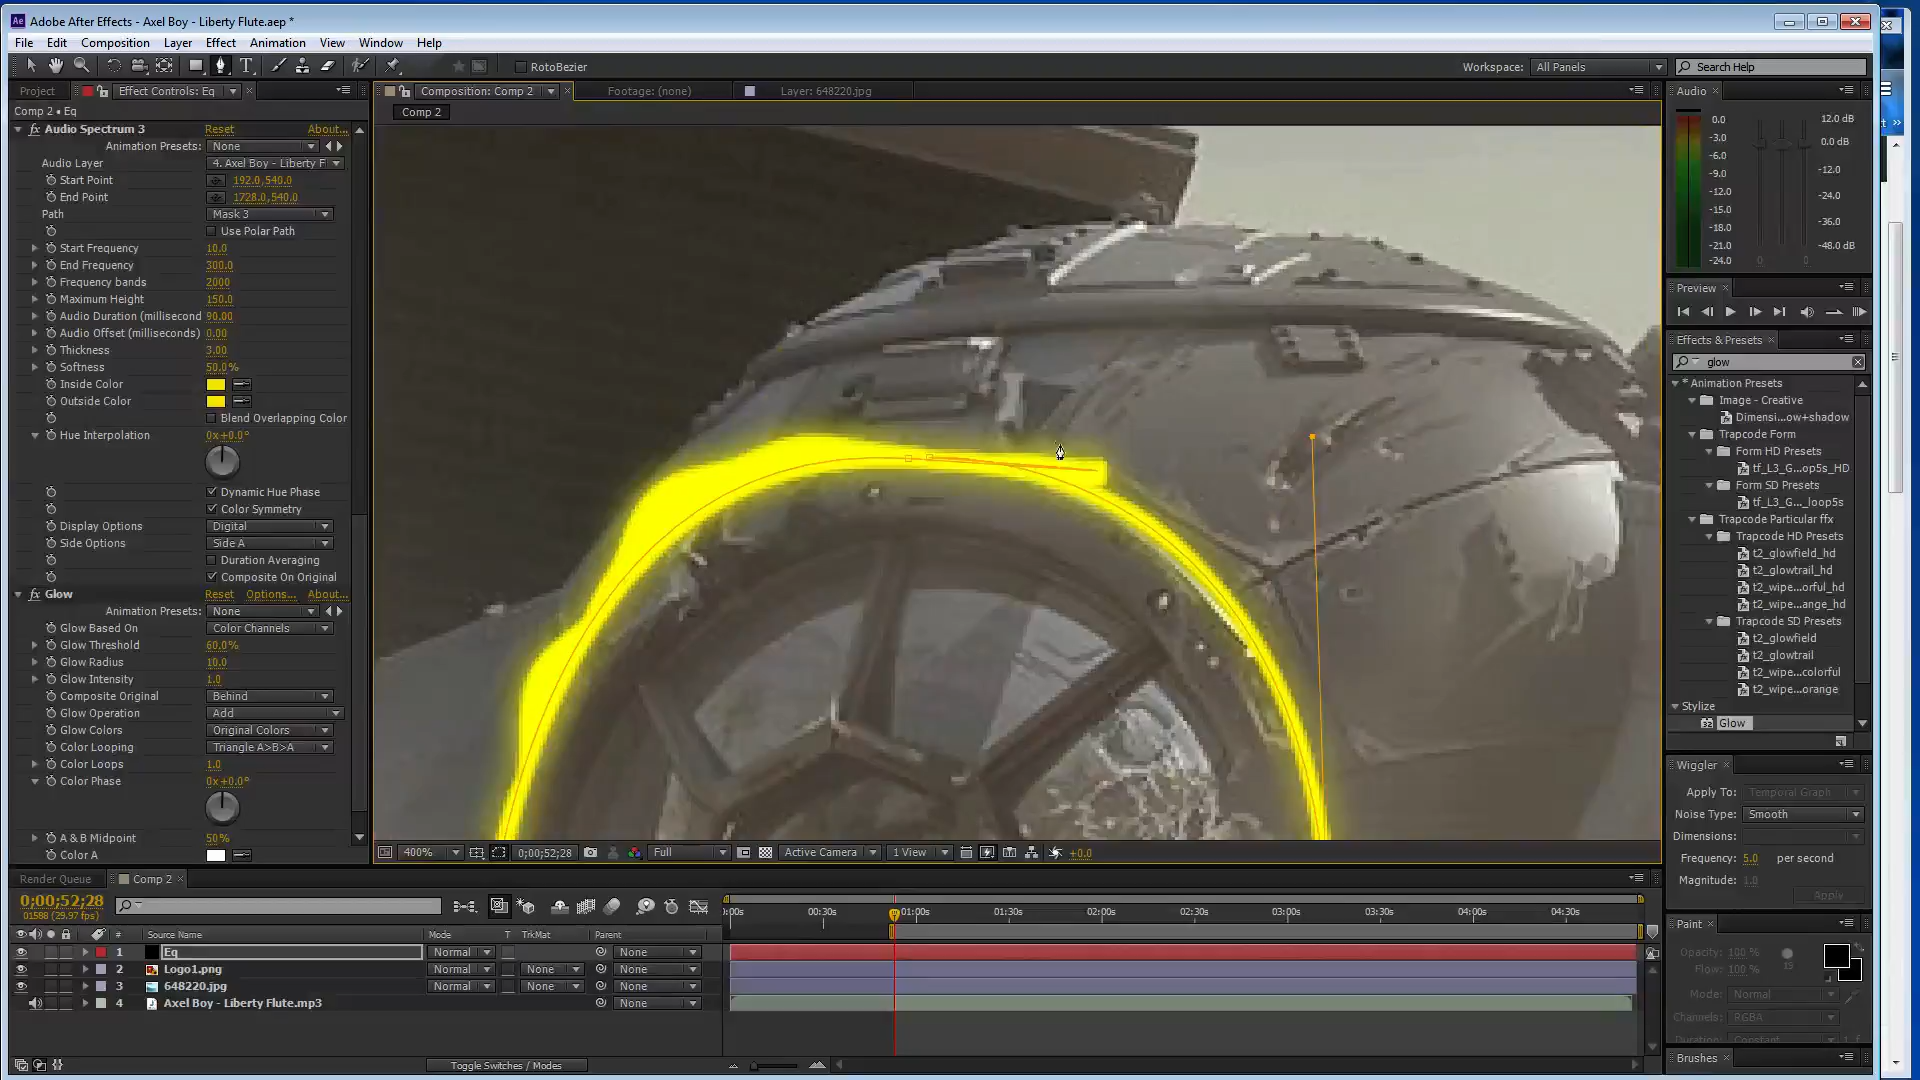 Adobe After Effects - Axel Boy - Liberty Flute.aep *
File Edit Composition Layer Effect Animation View Window Help
RotoBezier
Workspace: All Panels
Search Help
Project
Effect Controls: Eq
Comp 2 • Eq
Audio Spectrum 3 Reset About...
Animation Presets: None
Audio Layer 4. Axel Boy - Liberty F
Start Point 192.0,540.0
End Point 1728.0,540.0
Path Mask 3
Use Polar Path
Start Frequency 10.0
End Frequency 300.0
Frequency bands 2000
Maximum Height 150.0
Audio Duration (millisecond 90.00
Audio Offset (milliseconds) 0.00
Thickness 3.00
Softness 50.0%
Inside Color
Outside Color
Blend Overlapping Color
Hue Interpolation 0x+0.0°
Dynamic Hue Phase
Color Symmetry
Display Options Digital
Side Options Side A
Duration Averaging
Composite On Original
Glow Reset Options... About...
Animation Presets: None
Glow Based On Color Channels
Glow Threshold 60.0%
Glow Radius 10.0
Glow Intensity 1.0
Composite Original Behind
Glow Operation Add
Glow Colors Original Colors
Color Looping Triangle A>B>A
Color Loops 1.0
Color Phase 0x+0.0°
A & B Midpoint 50%
Color A
Composition: Comp 2
Footage: (none)
Layer: 648220.jpg
Comp 2
400% 0;00;52;28 Full Active Camera 1 View +0.0
Audio
0.0
-3.0
-6.0
-9.0
-12.0
-15.0
-18.0
-21.0
-24.0
12.0 dB
0.0 dB
-12.0
-24.0
-36.0
-48.0 dB
0 0
Preview
Effects & Presets
glow
* Animation Presets
Image - Creative
Dimensi...ow+shadow
Trapcode Form
Form HD Presets
tf_L3_G...op5s_HD
Form SD Presets
tf_L3_G...loop5s
Trapcode Particular ffx
Trapcode HD Presets
t2_glowfield_hd
t2_glowtrail_hd
t2_wipe...orful_hd
t2_wipe...ange_hd
Trapcode SD Presets
t2_glowfield
t2_glowtrail
t2_wipe...colorful
t2_wipe...orange
Stylize
Glow
Wiggler
Apply To: Temporal Graph
Noise Type: Smooth
Dimensions:
Frequency: 5.0 per second
Magnitude: 1.0
Apply
Paint
Opacity: 100 %
Flow: 100 %
19
Mode: Normal
Channels: RGBA
Duration: Constant
Brushes
Render Queue
Comp 2
0;00;52;28
01588 (29.97 fps)
# Source Name Mode T TrkMat Parent
1 Eq Normal None
2 Logo1.png Normal None None
3 648220.jpg Normal None None
4 Axel Boy - Liberty Flute.mp3 None
:00s 00:30s 01:00s 01:30s 02:00s 02:30s 03:00s 03:30s 04:00s 04:30s
Toggle Switches / Modes